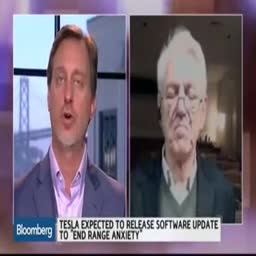 Bloomberg
TESLA EXPECTED TO RELEASE SOFTWARE UPDATE
TO "END RANGE ANXIETY"